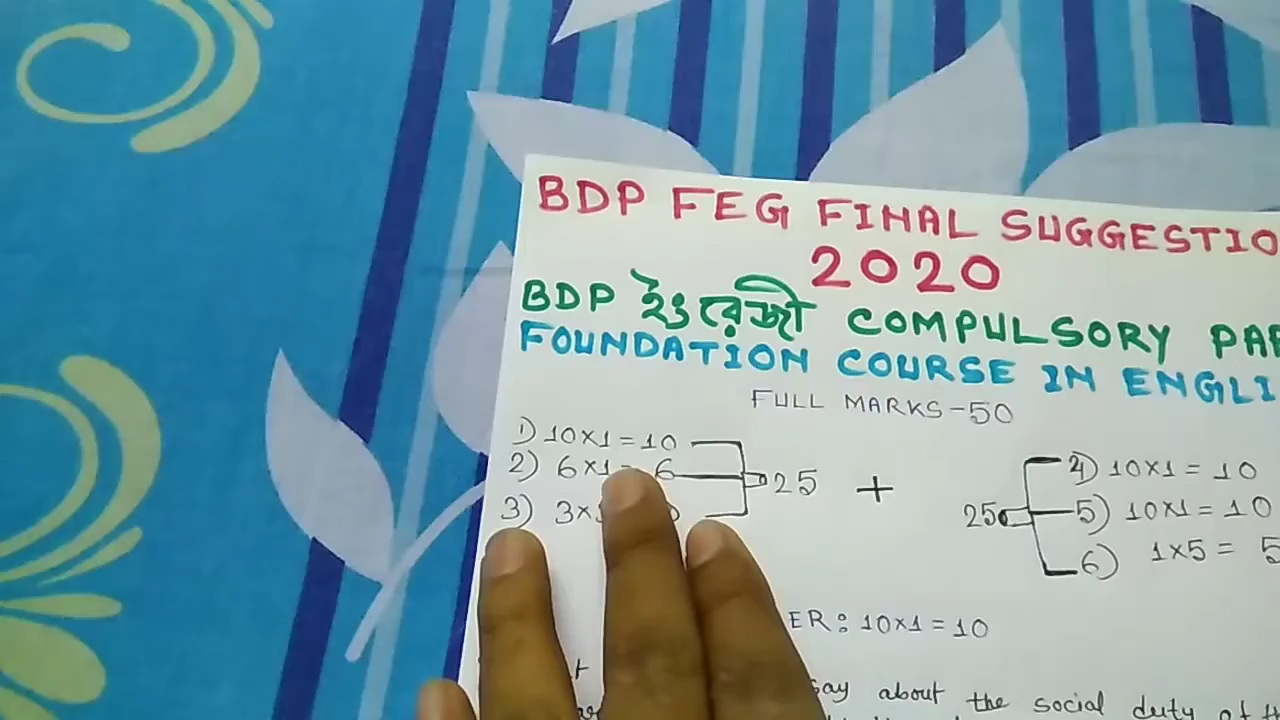 BDP FEG FINAL SUGGESTIO
2020
BDP ইংরেজী COMPULSORY PAP
FOUNDATION COURSE IN ENGLI
FULL MARKS-50
1) 10×1 = 10
2) 6×1 = 6
3) 3×
25 + 25
4) 10×1 = 10
5) 10×1 = 10
6) 1×5 = 5
ER: 10×1 = 10
say about the social duty of